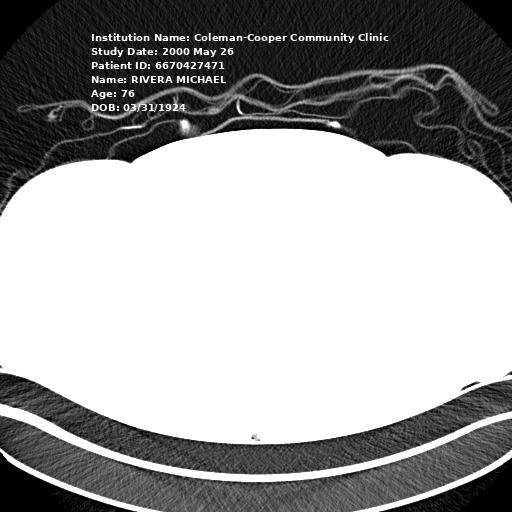 Institution Name: Coleman-Cooper Community Clinic
Study Date: 2000 May 26
Patient ID: 6670427471
Name: RIVERA MICHAEL
Age: 76
DOB: 03/31/1924